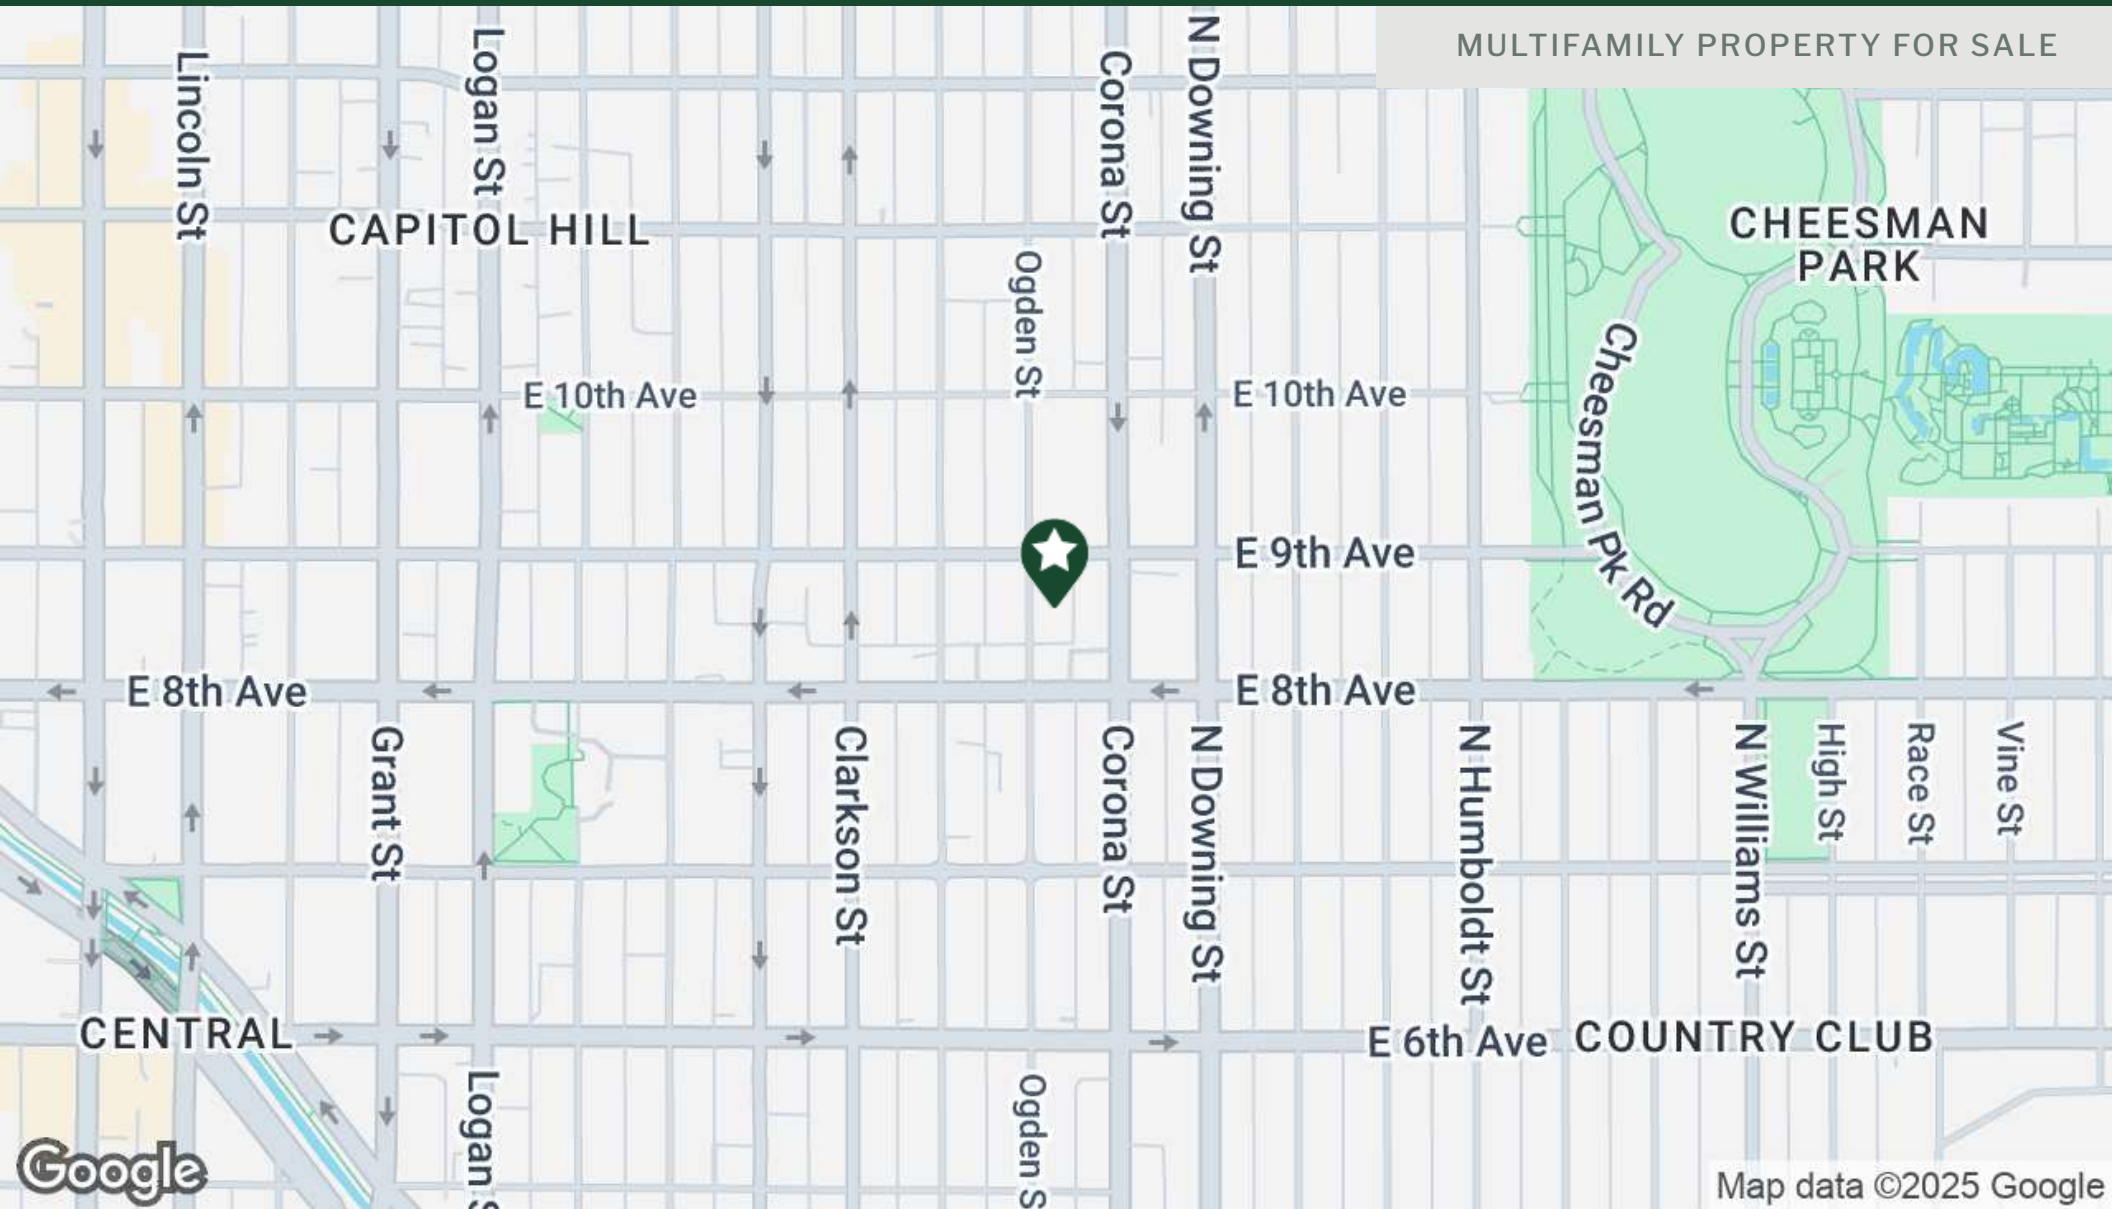 MULTIFAMILY PROPERTY FOR SALE
Lincoln St
Logan St
Corona St
N Downing St
CAPITOL HILL
CHEESMAN
PARK
Ogden St
E 10th Ave
E 10th Ave
Cheesman Pk Rd
E 9th Ave
E 8th Ave
E 8th Ave
Grant St
Clarkson St
Corona St
N Downing St
N Humboldt St
N Williams St
High St
Race St
Vine St
CENTRAL
E 6th Ave
COUNTRY CLUB
Logan S
Ogden S
Google
Map data ©2025 Google